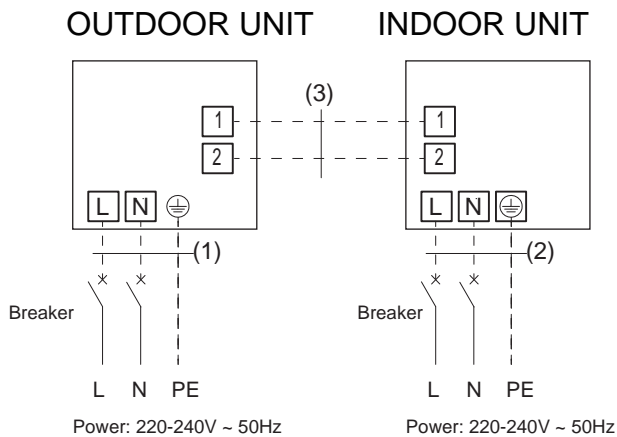 OUTDOOR UNIT
INDOOR UNIT
(3)
1
1
2
2
L N
L N
(1)
(2)
Breaker
Breaker
L N PE
L N PE
Power: 220-240V ~ 50Hz
Power: 220-240V ~ 50Hz